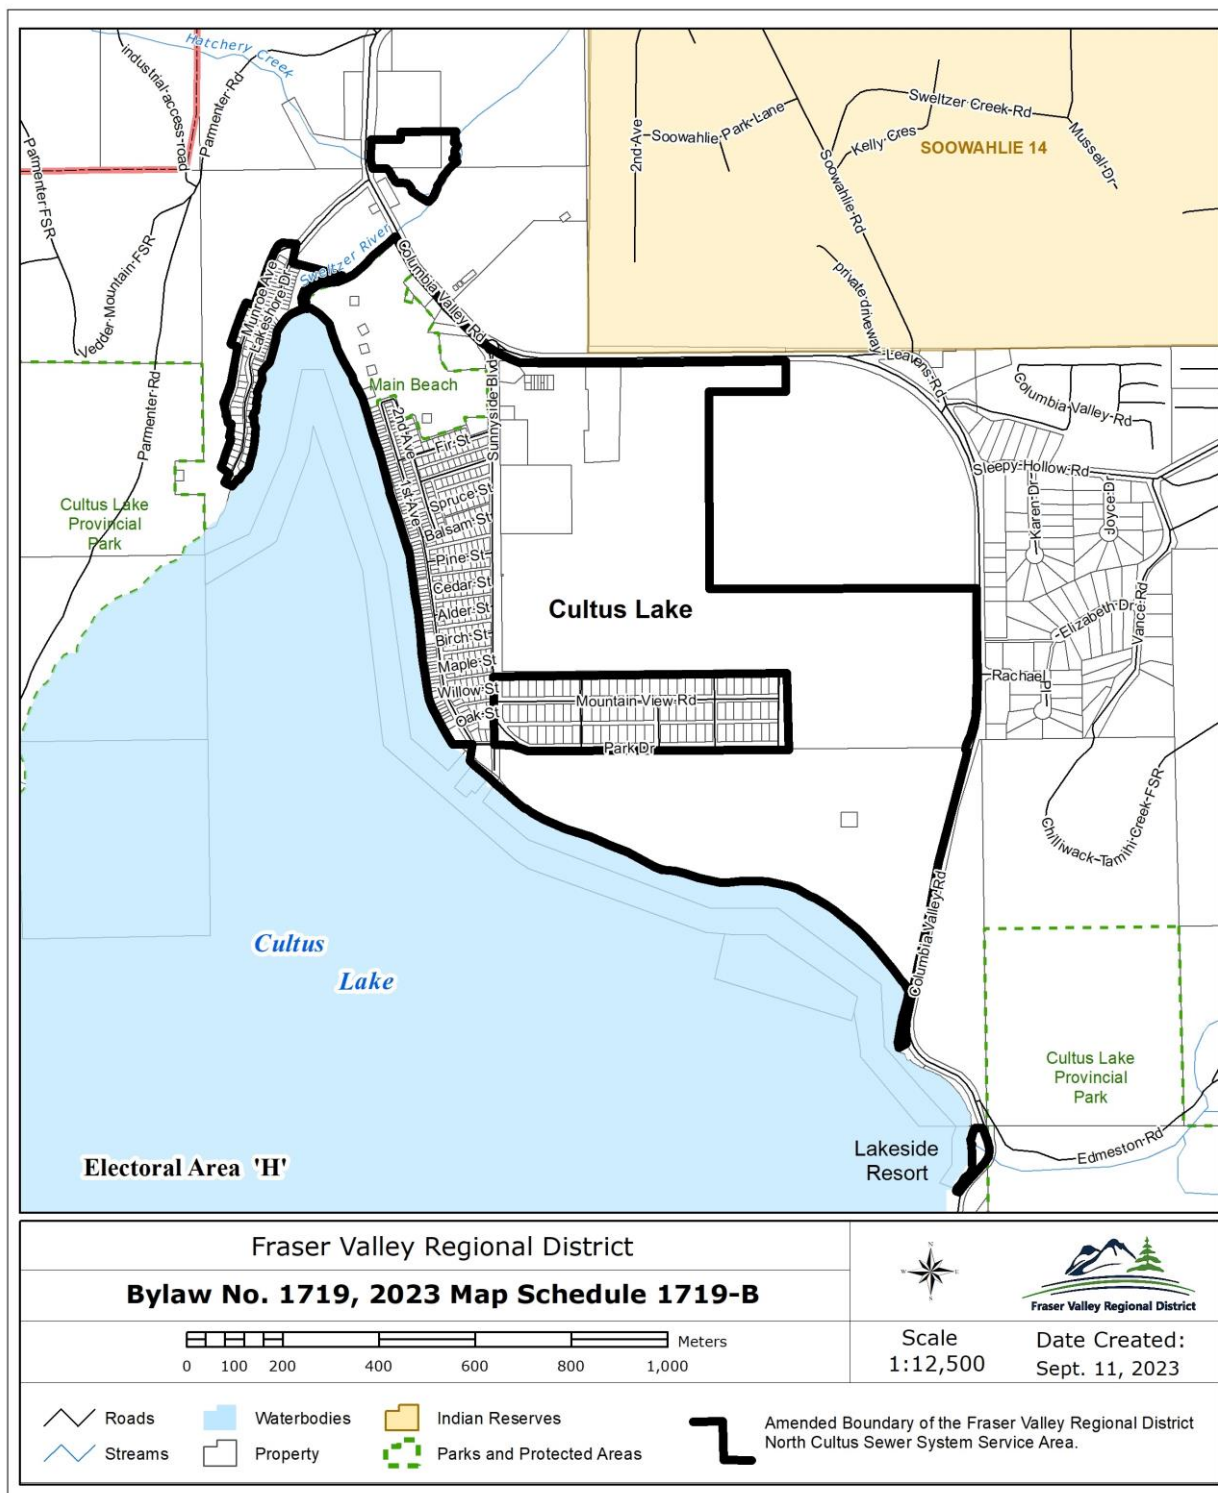 Hatchery Creek
industrial access road
Parmenter Rd
Parmenter FSR
Vedder Mountain FSR
Parmenter Rd
Munroe Ave
Lakeshore Dr
Sweltzer River
Columbia Valley Rd
2nd Ave
Soowahlie Park Lane
Sweltzer Creek Rd
Kelly Cres
Mussell Dr
SOOWAHLIE 14
Soowahlie Rd
private driveway
Leavens Rd
Columbia Valley Rd
Sleepy Hollow Rd
Karen Dr
Joyce Dr
Elizabeth Dr
Vance Rd
Rachael Pl
Chilliwack-Tamihi Creek FSR
Main Beach
2nd Ave
1st Ave
Sunnyside Blvd
Fir St
Spruce St
Balsam St
Pine St
Cedar St
Alder St
Birch St
Maple St
Willow St
Oak St
Mountain View Rd
Park Dr
Cultus Lake
Cultus Lake
Provincial
Park
Cultus
Lake
Columbia Valley Rd
Cultus Lake
Provincial
Park
Edmeston Rd
Lakeside
Resort
Electoral Area 'H'
Fraser Valley Regional District
Bylaw No. 1719, 2023 Map Schedule 1719-B
Meters
0 100 200 400 600 800 1,000
N
W E
S
Fraser Valley Regional District
Scale
1:12,500
Date Created:
Sept. 11, 2023
Roads
Waterbodies
Indian Reserves
Streams
Property
Parks and Protected Areas
Amended Boundary of the Fraser Valley Regional District
North Cultus Sewer System Service Area.